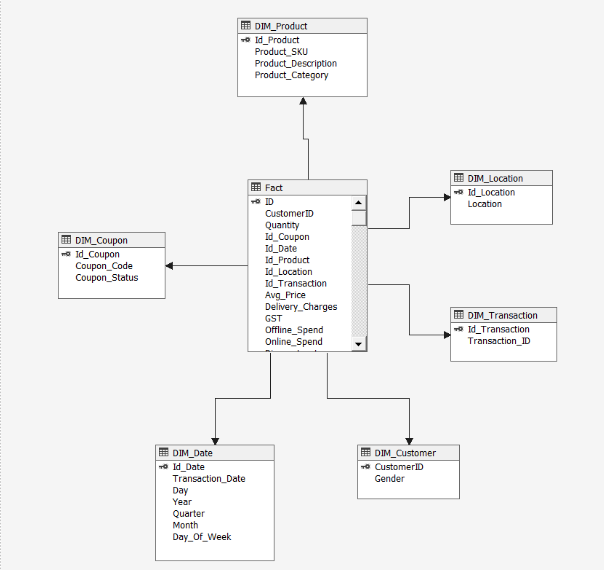 DIM_Product
Id_Product
Product_SKU
Product_Description
Product_Category
Fact
ID
CustomerID
Quantity
Id_Coupon
Id_Date
Id_Product
Id_Location
Id_Transaction
Avg_Price
Delivery_Charges
GST
Offline_Spend
Online_Spend
DIM_Location
Id_Location
Location
DIM_Coupon
Id_Coupon
Coupon_Code
Coupon_Status
DIM_Transaction
Id_Transaction
Transaction_ID
DIM_Date
Id_Date
Transaction_Date
Day
Year
Quarter
Month
Day_Of_Week
DIM_Customer
CustomerID
Gender